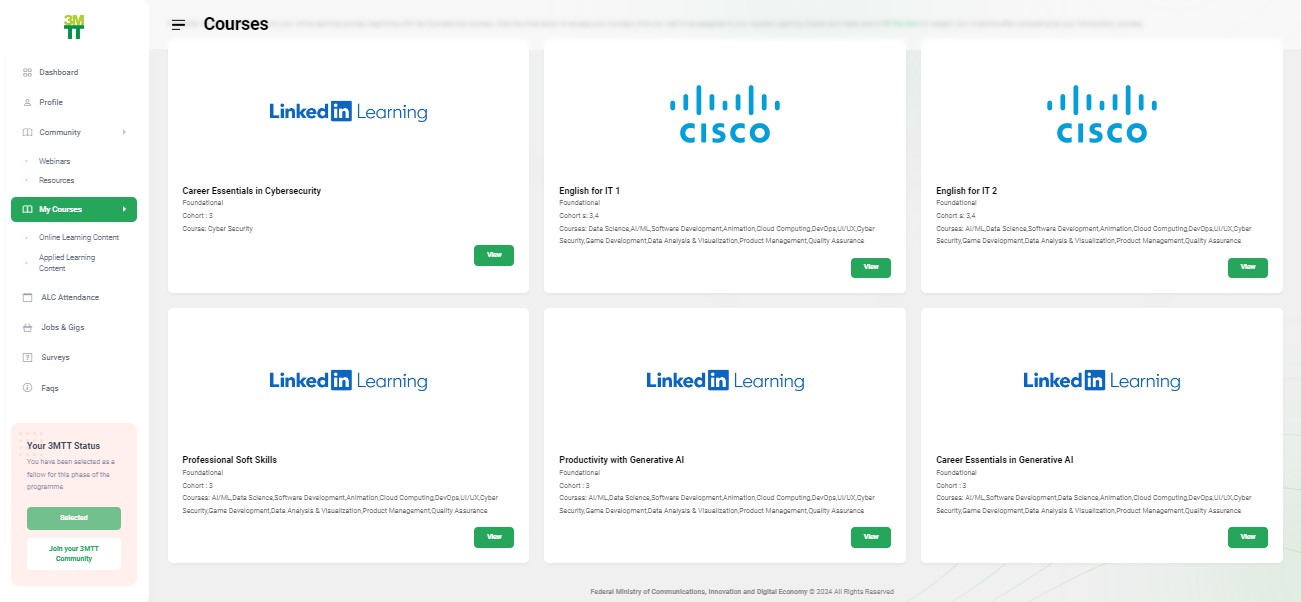 3M
TT
Courses
Dashboard
Profile
Community
Webinars
Resources
My Courses
Online Learning Content
Applied Learning
Content
ALC Attendance
Jobs & Gigs
Surveys
Faqs
Your 3MTT Status
You have been selected as a
fellow for this phase of the
programme
Selected
Join your 3MTT
Community
Linked in Learning
Career Essentials in Cybersecurity
Foundational
Cohort : 3
Course: Cyber Security
View
CISCO
English for IT 1
Foundational
Cohort s: 3,4
Courses: Data Science,AI/ML,Software Development,Animation,Cloud Computing,DevOps,UI/UX,Cyber
Security,Game Development,Data Analysis & Visualization,Product Management,Quality Assurance
View
CISCO
English for IT 2
Foundational
Cohort s: 3,4
Courses: AI/ML,Data Science,Software Development,Animation,Cloud Computing,DevOps,UI/UX,Cyber
Security,Game Development,Data Analysis & Visualization,Product Management,Quality Assurance
View
Linked in Learning
Professional Soft Skills
Foundational
Cohort : 3
Courses: AI/ML,Data Science,Software Development,Animation,Cloud Computing,DevOps,UI/UX,Cyber
Security,Game Development,Data Analysis & Visualization,Product Management,Quality Assurance
View
Linked in Learning
Productivity with Generative AI
Foundational
Cohort : 3
Courses: AI/ML,Data Science,Software Development,Animation,Cloud Computing,DevOps,UI/UX,Cyber
Security,Game Development,Data Analysis & Visualization,Product Management,Quality Assurance
View
Linked in Learning
Career Essentials in Generative AI
Foundational
Cohort : 3
Courses: AI/ML,Data Science,Software Development,Animation,Cloud Computing,DevOps,UI/UX,Cyber
Security,Game Development,Data Analysis & Visualization,Product Management,Quality Assurance
View
Federal Ministry of Communications, Innovation and Digital Economy © 2024 All Rights Reserved